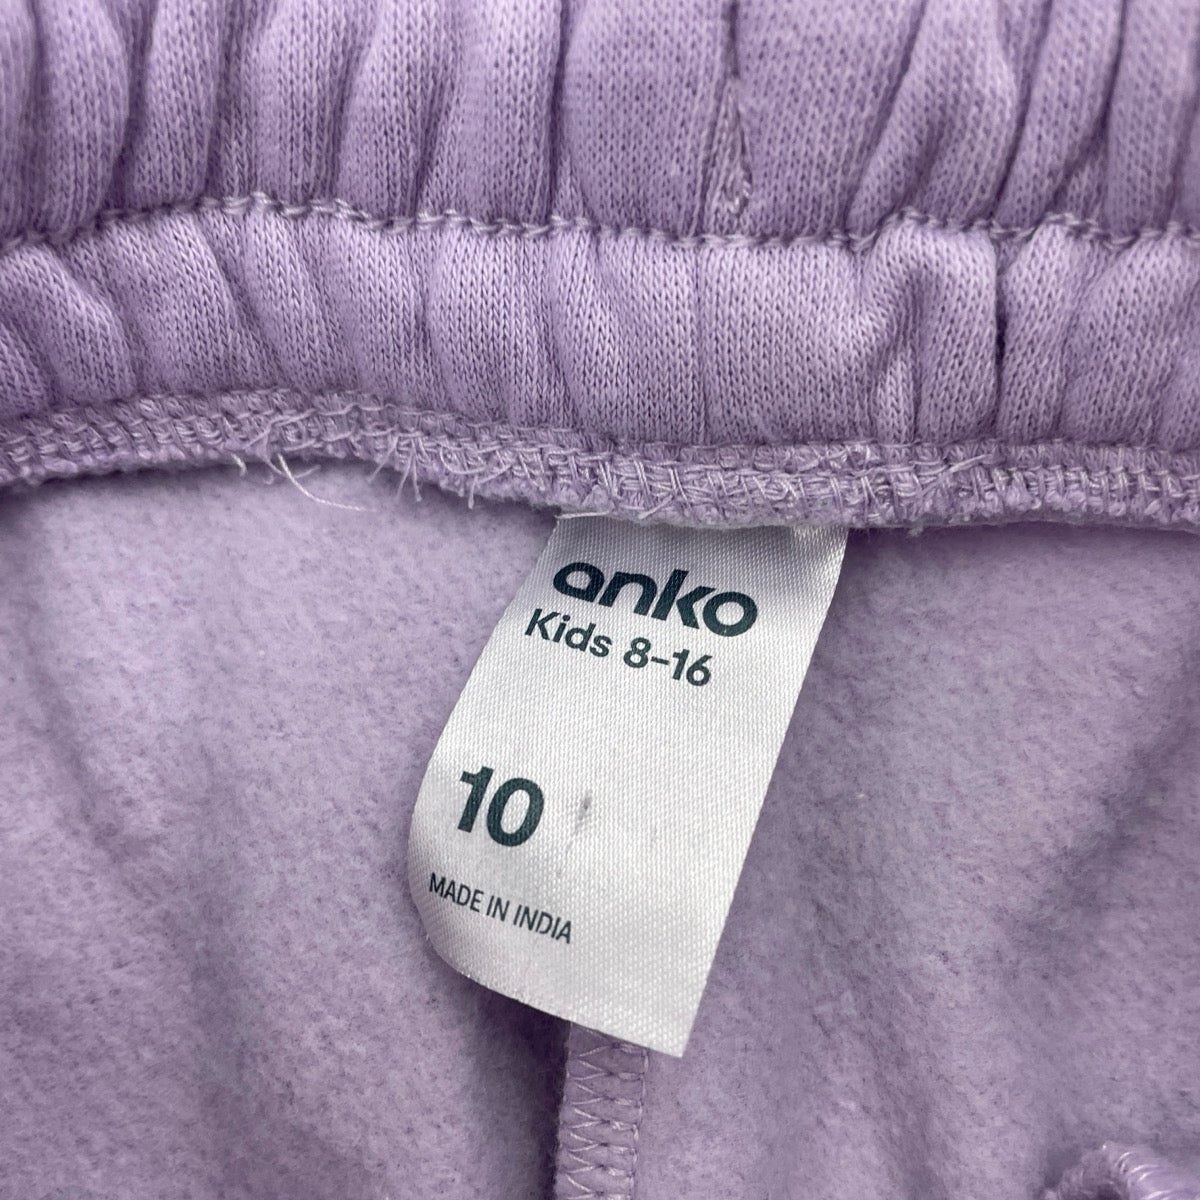 anko
Kids 8-16
10
MADE IN INDIA